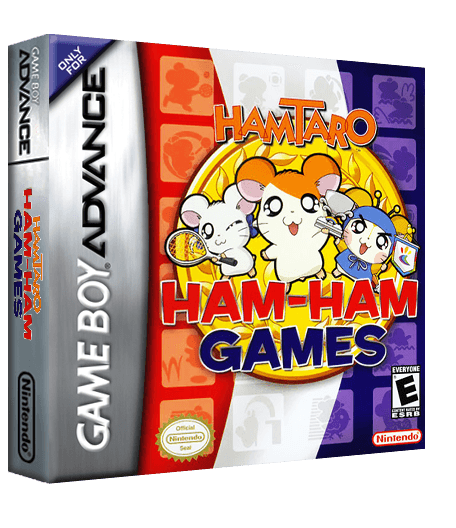 GAME BOY ADVANCE
HAMTARO
HAM-HAM
GAMES
Nintendo
ONLY
FOR
GAME BOY ADVANCE
HAMTARO
HAM-HAM
GAMES
Official
Nintendo
Seal
EVERYONE
E
CONTENT RATED BY
ESRB
Nintendo